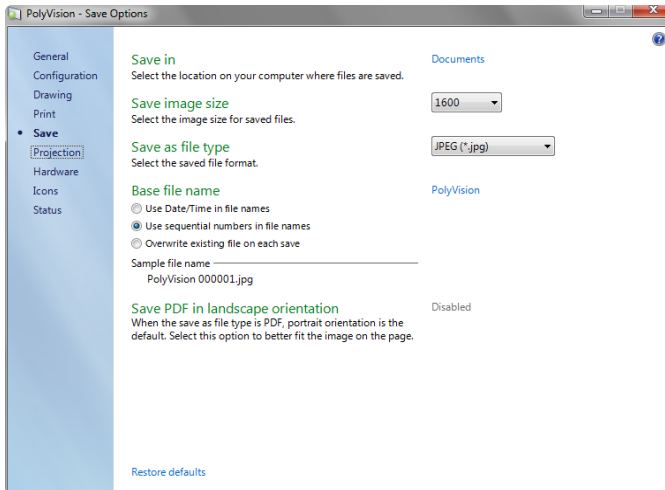 PolyVision - Save Options
General
Configuration
Drawing
Print
Save
Projection
Hardware
Icons
Status
Save in
Documents
Select the location on your computer where files are saved.
Save image size
1600
Select the image size for saved files.
Save as file type
JPEG (*.jpg)
Select the saved file format.
Base file name
PolyVision
Use Date/Time in file names
Use sequential numbers in file names
Overwrite existing file on each save
Sample file name
PolyVision 000001.jpg
Save PDF in landscape orientation
Disabled
When the save as file type is PDF, portrait orientation is the
default. Select this option to better fit the image on the page.
Restore defaults